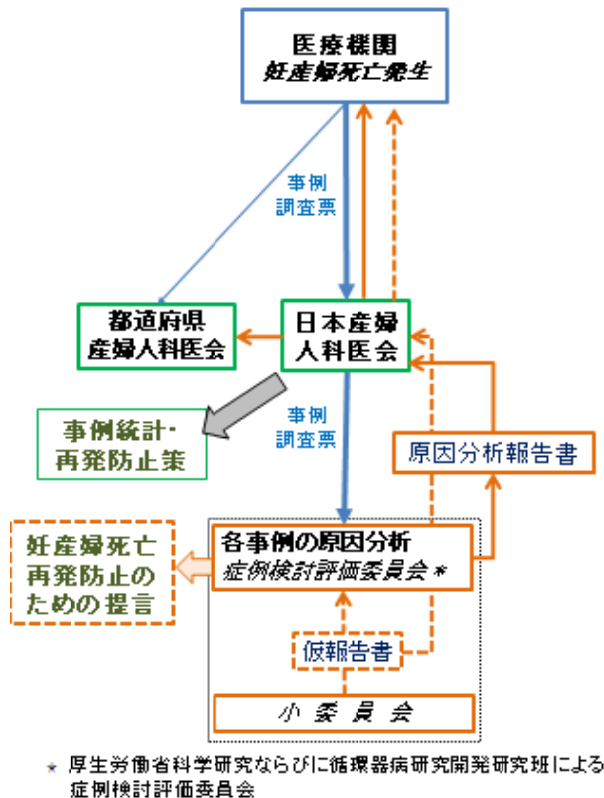 医療機関
妊産婦死亡発生
事例
調査票
都道府県
産婦人科医会
日本産婦
人科医会
事例統計・
再発防止策
事例
調査票
原因分析報告書
妊産婦死亡
再発防止の
ための提言
各事例の原因分析
症例検討評価委員会*
仮報告書
小委員会
* 厚生労働省科学研究ならびに循環器病研究開発研究班による
症例検討評価委員会